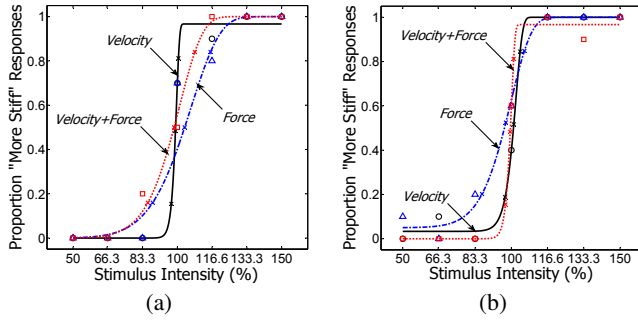 Proportion "More Stiff" Responses
1
0.8
0.6
0.4
0.2
0
Velocity
Velocity+Force
Force
50 66.3 83.3 100 116.6 133.3 150
Stimulus Intensity (%)
(a)
Proportion "More Stiff" Responses
1
0.8
0.6
0.4
0.2
0
Velocity+Force
Force
Velocity
50 66.3 83.3 100 116.6 133.3 150
Stimulus Intensity (%)
(b)